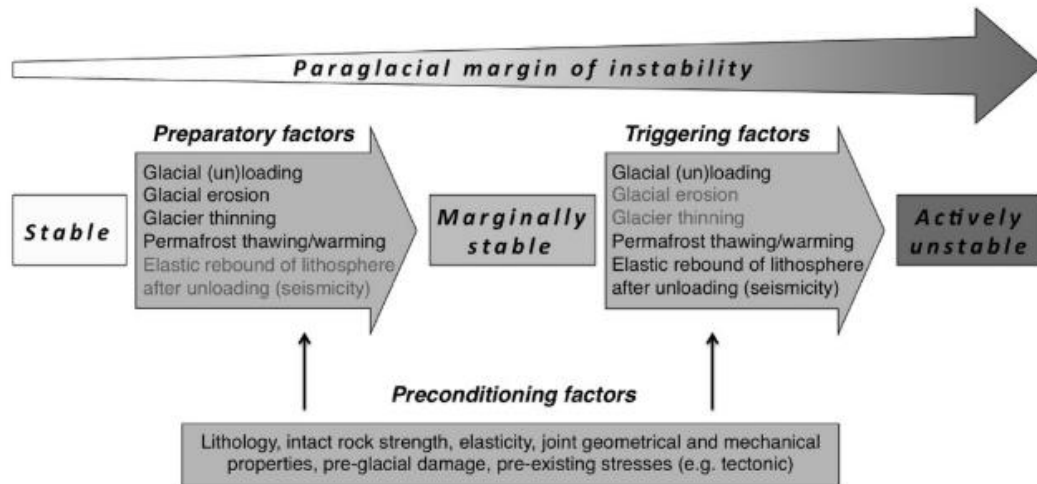 Paraglacial margin of instability
Preparatory factors
Glacial (un)loading
Glacial erosion
Glacier thinning
Permafrost thawing/warming
Elastic rebound of lithosphere
after unloading (seismicity)
Triggering factors
Glacial (un)loading
Glacial erosion
Glacier thinning
Permafrost thawing/warming
Elastic rebound of lithosphere
after unloading (seismicity)
Stable
Marginally
stable
Actively
unstable
Preconditioning factors
Lithology, intact rock strength, elasticity, joint geometrical and mechanical
properties, pre-glacial damage, pre-existing stresses (e.g. tectonic)